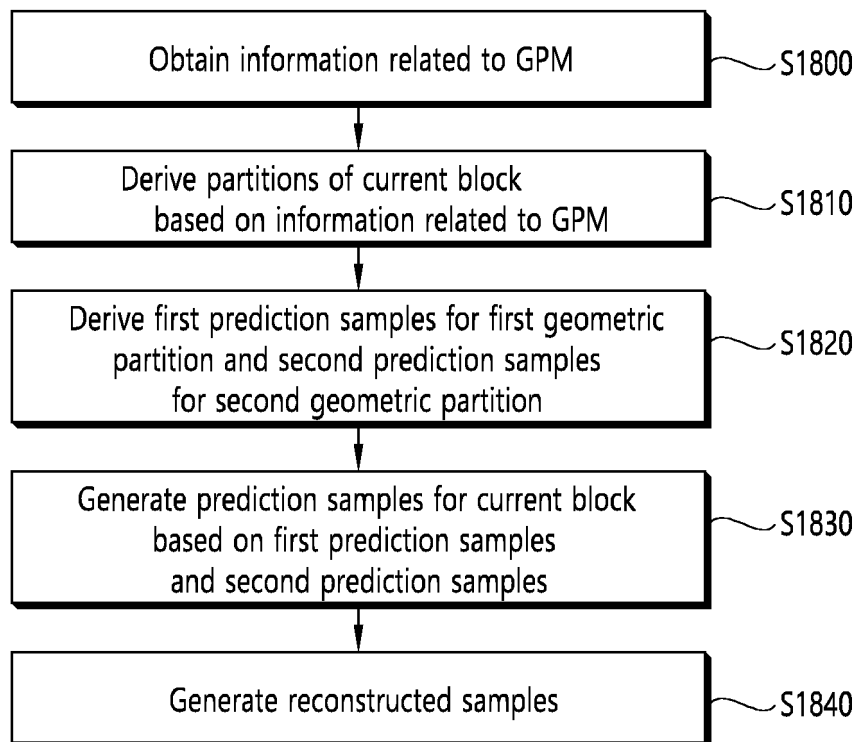 Obtain information related to GPM
S1800
Derive partitions of current block
based on information related to GPM
S1810
Derive first prediction samples for first geometric
partition and second prediction samples
for second geometric partition
S1820
Generate prediction samples for current block
based on first prediction samples
and second prediction samples
S1830
Generate reconstructed samples
S1840